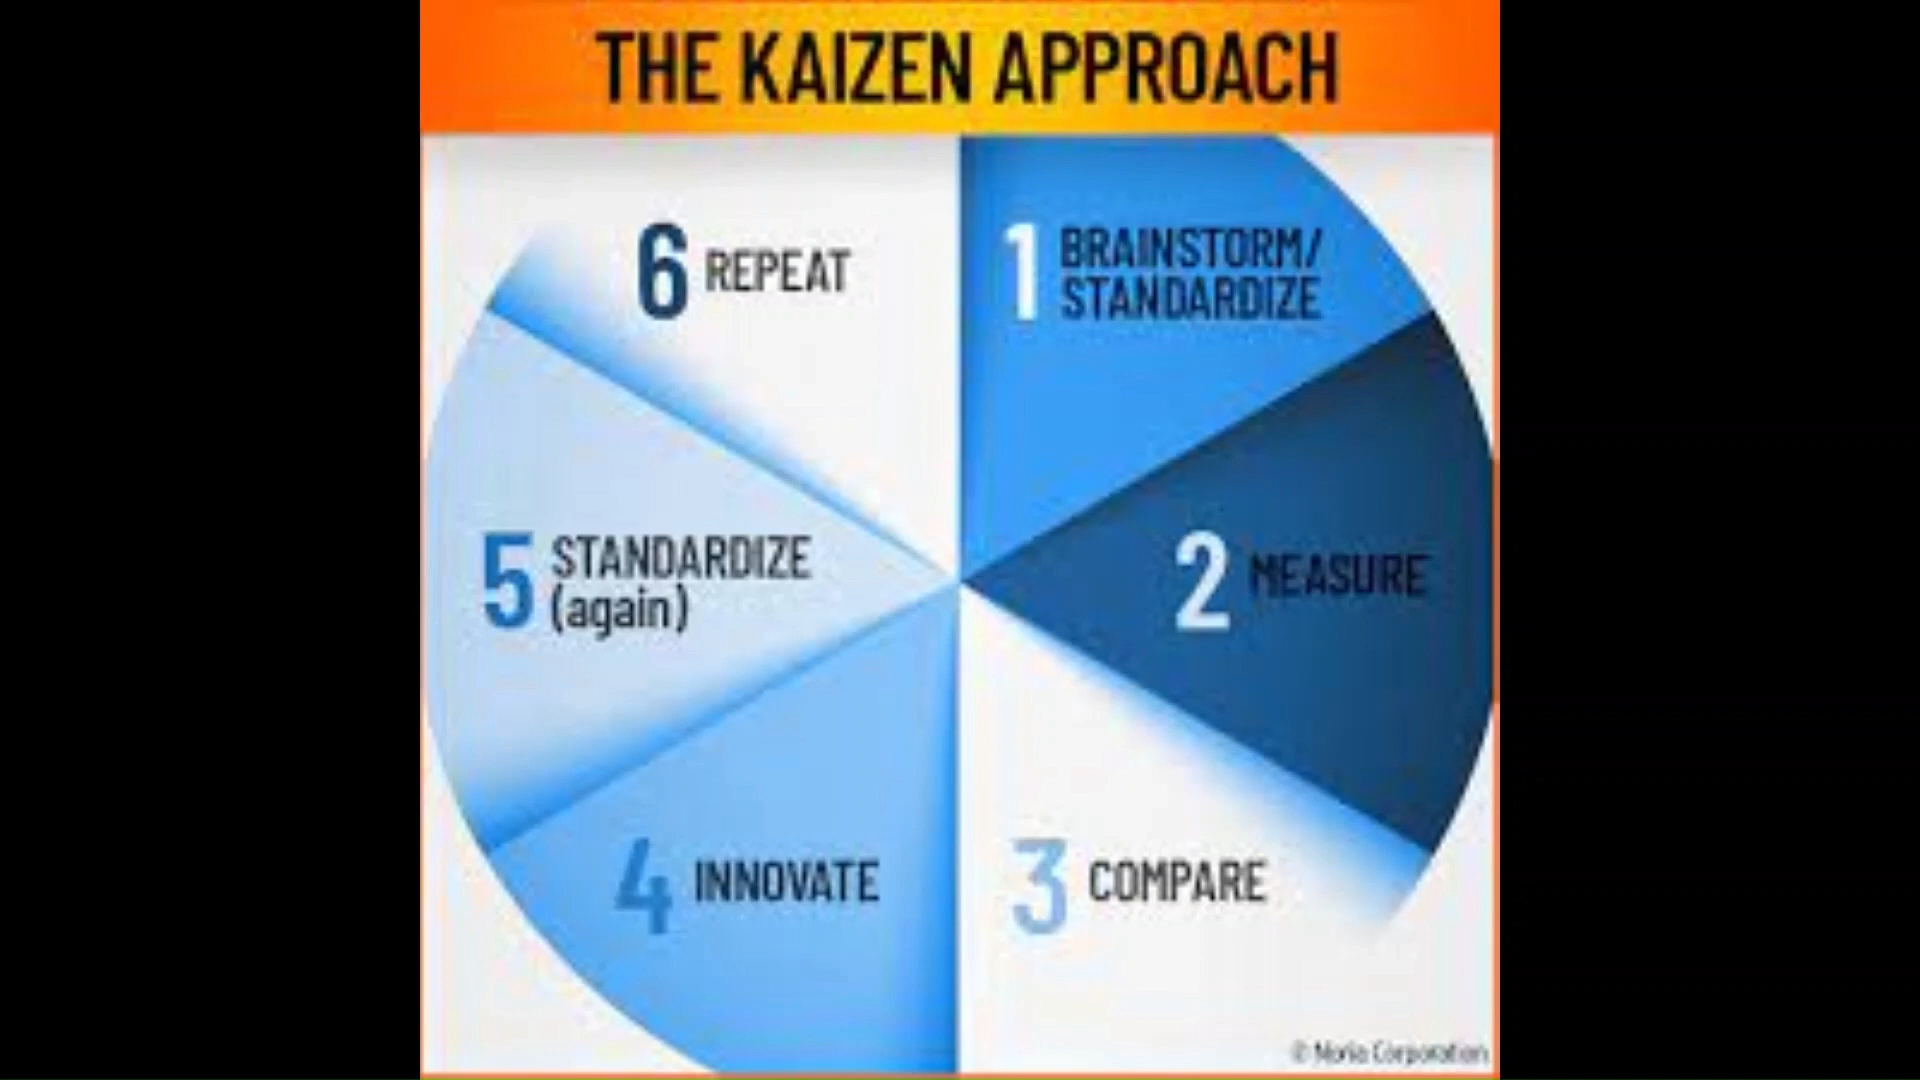 THE KAIZEN APPROACH
1 BRAINSTORM/
STANDARDIZE
2 MEASURE
3 COMPARE
4 INNOVATE
5 STANDARDIZE
(again)
6 REPEAT
© Noria Corporation